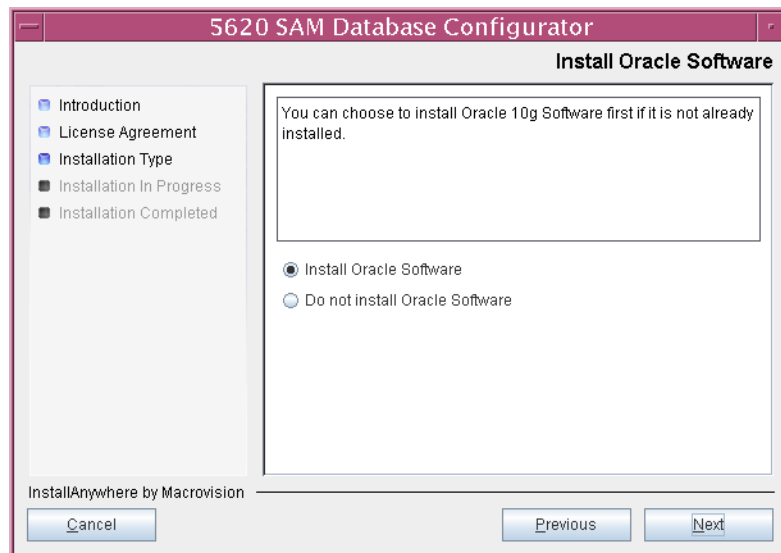 5620 SAM Database Configurator
Install Oracle Software
Introduction
License Agreement
Installation Type
Installation In Progress
Installation Completed
You can choose to install Oracle 10g Software first if it is not already
installed.
Install Oracle Software
Do not install Oracle Software
InstallAnywhere by Macrovision
Cancel
Previous
Next